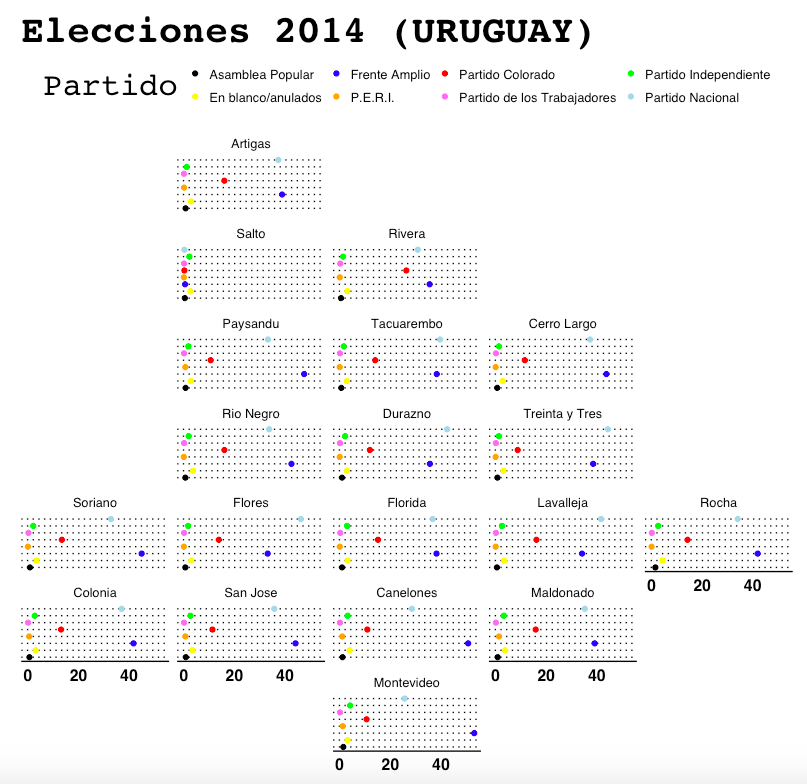 Elecciones 2014 (URUGUAY)
Partido
Asamblea Popular Frente Amplio Partido Colorado Partido Independiente
En blanco/anulados P.E.R.I. Partido de los Trabajadores Partido Nacional
Artigas
Salto Rivera
Paysandu Tacuarembo Cerro Largo
Rio Negro Durazno Treinta y Tres
Soriano Flores Florida Lavalleja Rocha
0 20 40
Colonia San Jose Canelones Maldonado
0 20 40 0 20 40 0 20 40
Montevideo
0 20 40